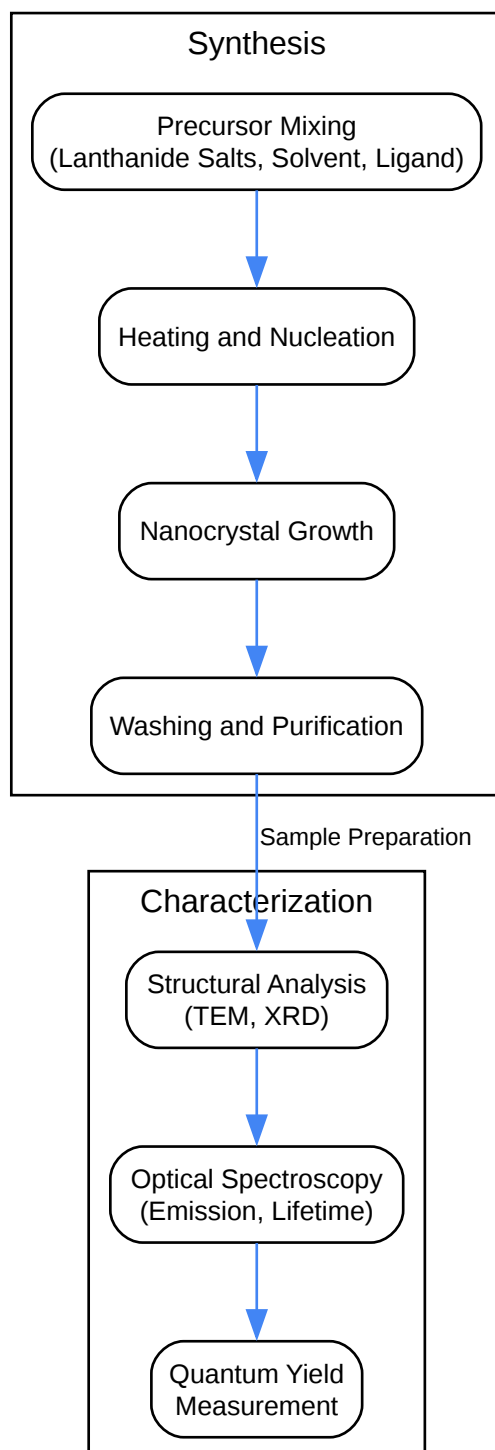 Synthesis
Precursor Mixing
(Lanthanide Salts, Solvent, Ligand)
Heating and Nucleation
Nanocrystal Growth
Washing and Purification
Sample Preparation
Characterization
Structural Analysis
(TEM, XRD)
Optical Spectroscopy
(Emission, Lifetime)
Quantum Yield
Measurement